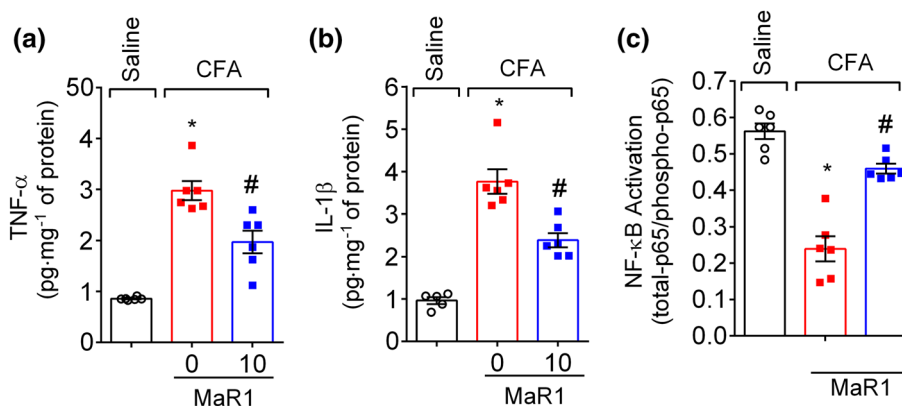 (a)
Saline
CFA
TNF-α
(pg·mg⁻¹ of protein)
50
4
3
2
1
0
*
#
0 10
MaR1
(b)
Saline
CFA
IL-1β
(pg·mg⁻¹ of protein)
6
5
4
3
2
1
0
*
#
0 10
MaR1
(c)
Saline
CFA
NF-κB Activation
(total-p65/phospho-p65)
0.7
0.6
0.5
0.4
0.3
0.2
0.1
0.0
*
#
MaR1